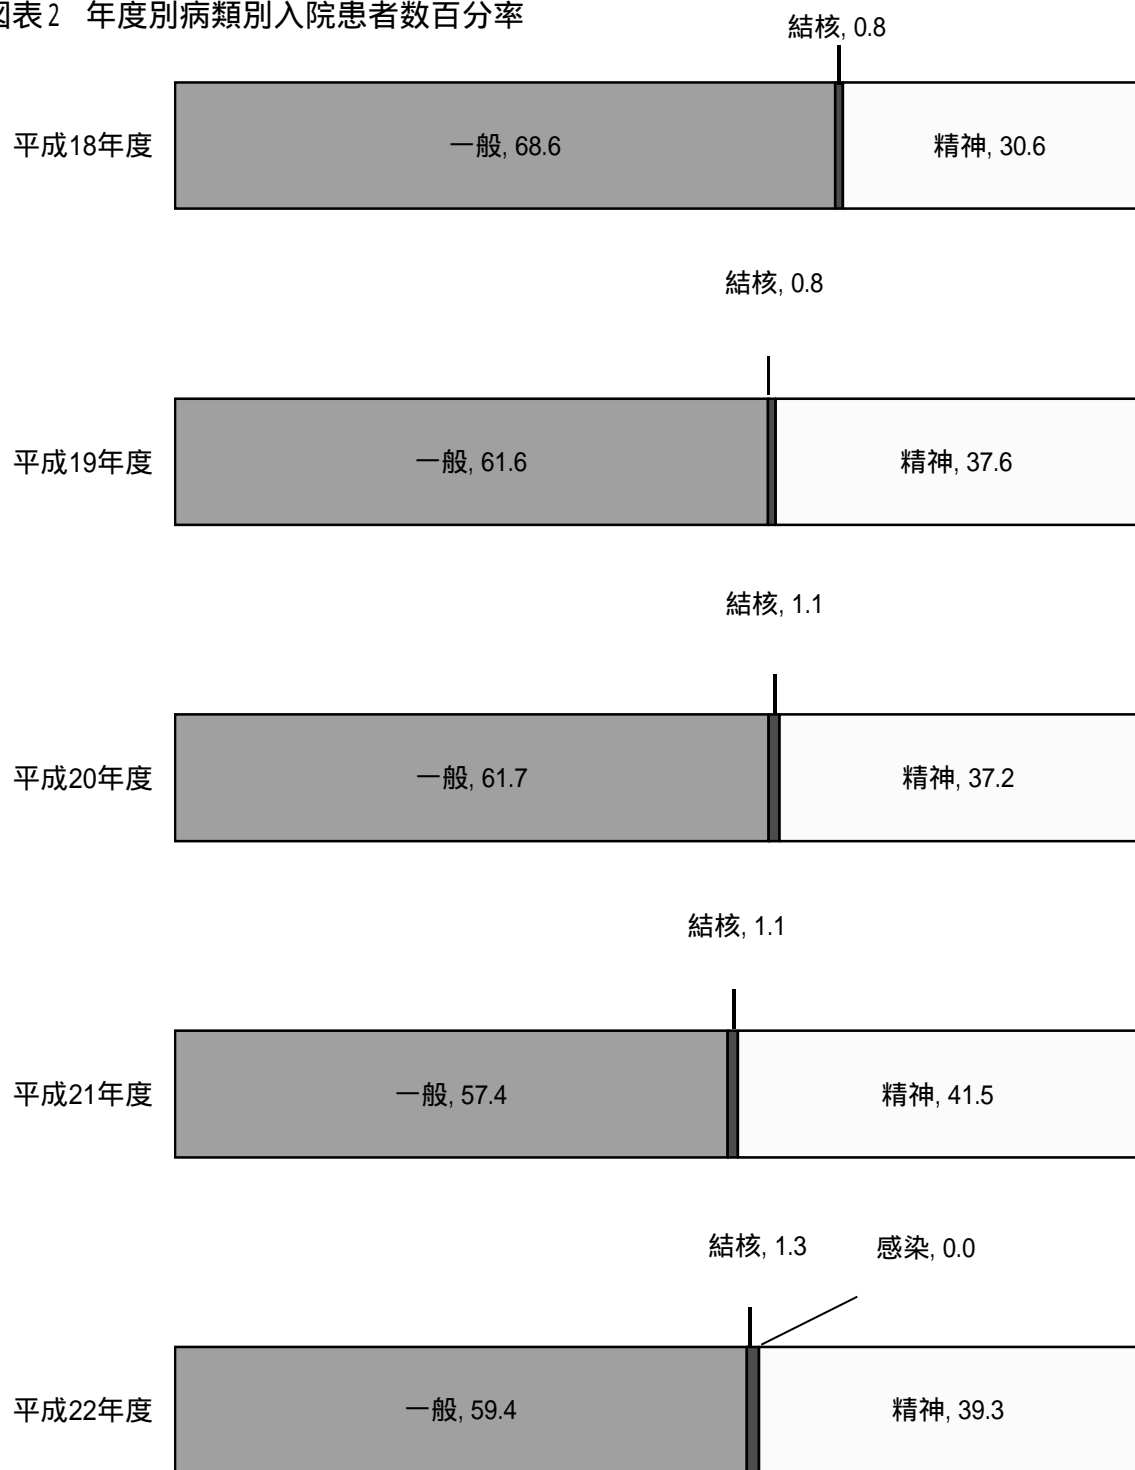 図表2 年度別病類別入院患者数百分率
結核, 0.8
平成18年度
一般, 68.6
精神, 30.6
結核, 0.8
平成19年度
一般, 61.6
精神, 37.6
結核, 1.1
平成20年度
一般, 61.7
精神, 37.2
結核, 1.1
平成21年度
一般, 57.4
精神, 41.5
結核, 1.3
感染, 0.0
平成22年度
一般, 59.4
精神, 39.3